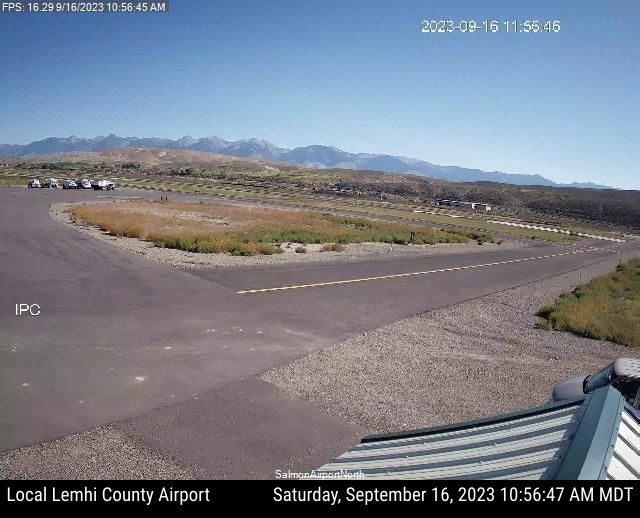 FPS: 16.29 9/16/2023 10:56:45 AM
2023-09-16 11:55:46
IPC
SalmonAirportNorth
Local Lemhi County Airport Saturday, September 16, 2023 10:56:47 AM MDT